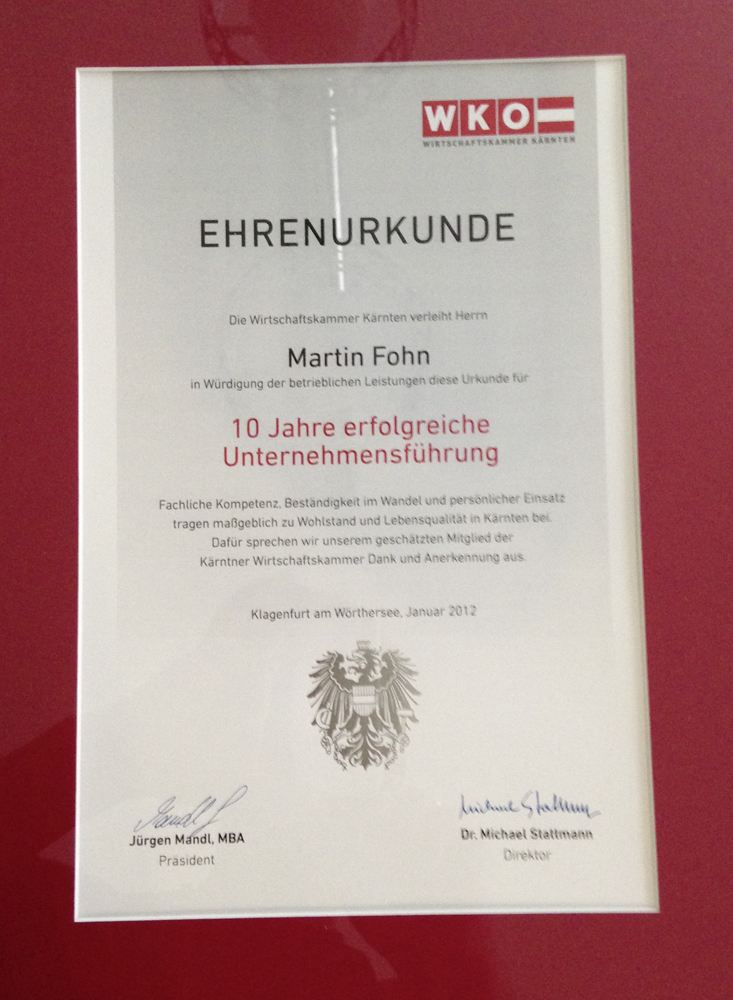 WKO
WIRTSCHAFTSKAMMER KÄRNTEN
EHRENURKUNDE
Die Wirtschaftskammer Kärnten verleiht Herrn
Martin Fohn
in Würdigung der betrieblichen Leistungen diese Urkunde für
10 Jahre erfolgreiche
Unternehmensführung
Fachliche Kompetenz, Beständigkeit im Wandel und persönlicher Einsatz
tragen maßgeblich zu Wohlstand und Lebensqualität in Kärnten bei.
Dafür sprechen wir unserem geschätzten Mitglied der
Kärntner Wirtschaftskammer Dank und Anerkennung aus.
Klagenfurt am Wörthersee, Januar 2012
Mandl J
Michael Stattmann
Jürgen Mandl, MBA
Dr. Michael Stattmann
Präsident
Direktor